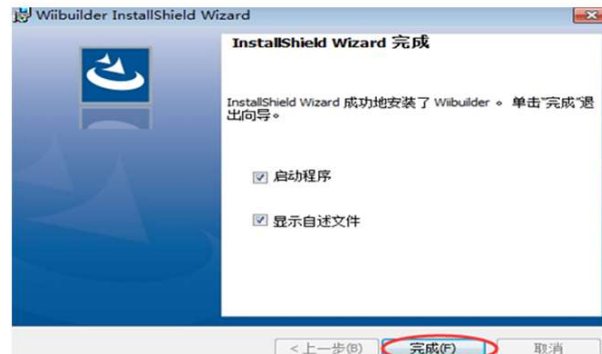 Wiibuilder InstallShield Wizard
InstallShield Wizard 完成
InstallShield Wizard 成功地安装了 Wiibuilder 。 单击"完成"退
出向导。
启动程序
显示自述文件
<上一步(B) 完成(F) 取消